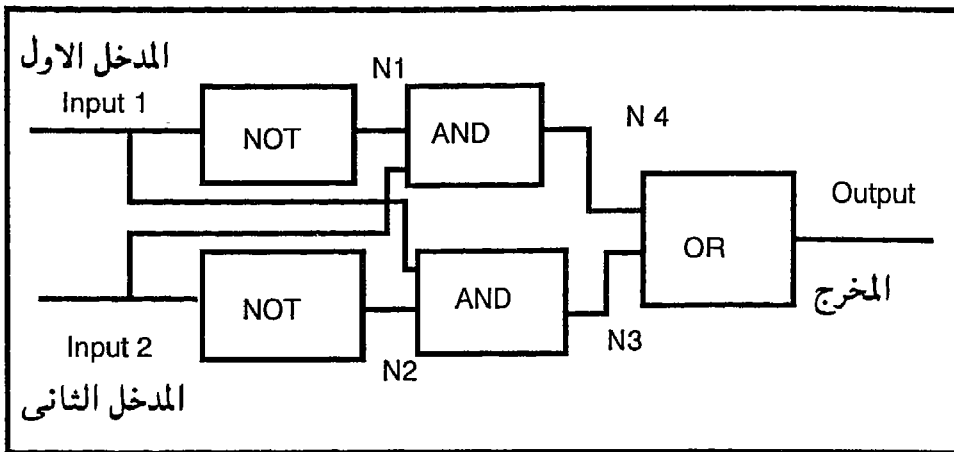 المدخل الاول
Input 1
NOT
N1
AND
N 4
OR
Output
المخرج
NOT
N2
AND
N3
Input 2
المدخل الثانى